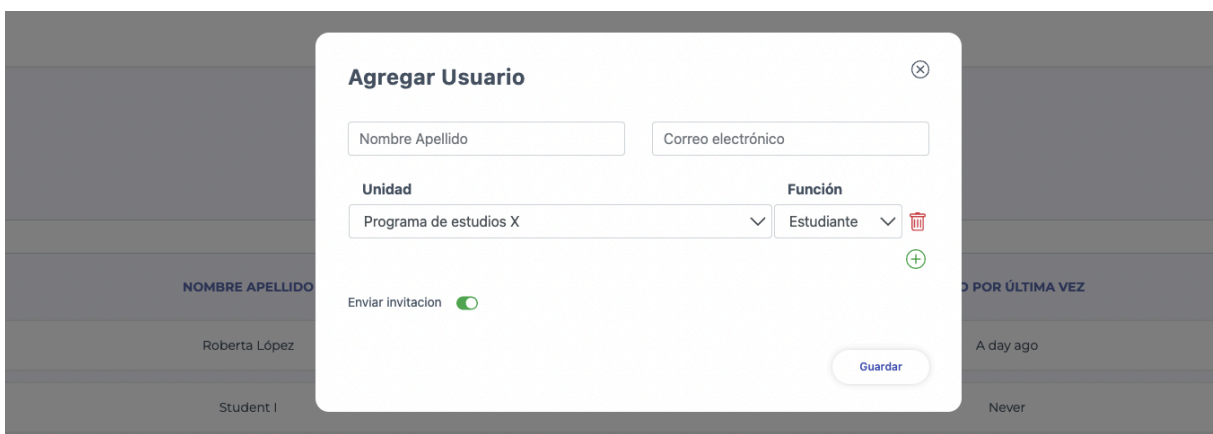 Agregar Usuario
Nombre Apellido Correo electrónico
Unidad Función
Programa de estudios X Estudiante
NOMBRE APELLIDO POR ÚLTIMA VEZ
Enviar invitacion
Roberta López A day ago
Guardar
Student I Never